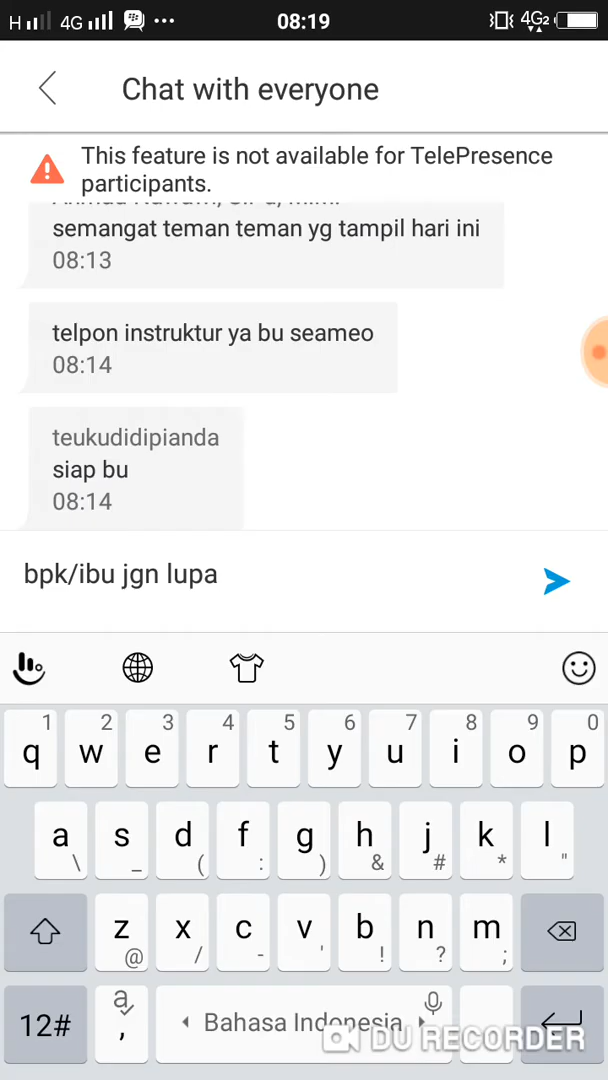 H 4G 08:19 4G2
Chat with everyone
This feature is not available for TelePresence
participants.
semangat teman teman yg tampil hari ini
08:13
telpon instruktur ya bu seameo
08:14
teukudidipianda
siap bu
08:14
bpk/ibu jgn lupa
1 2 3 4 5 6 7 8 9 0
q w e r t y u i o p
a s d f g h j k l
\ _ ( : ) & # * "
z x c v b n m
@ / - ' ! ? ;
12# a , Bahasa Indonesia
DU RECORDER